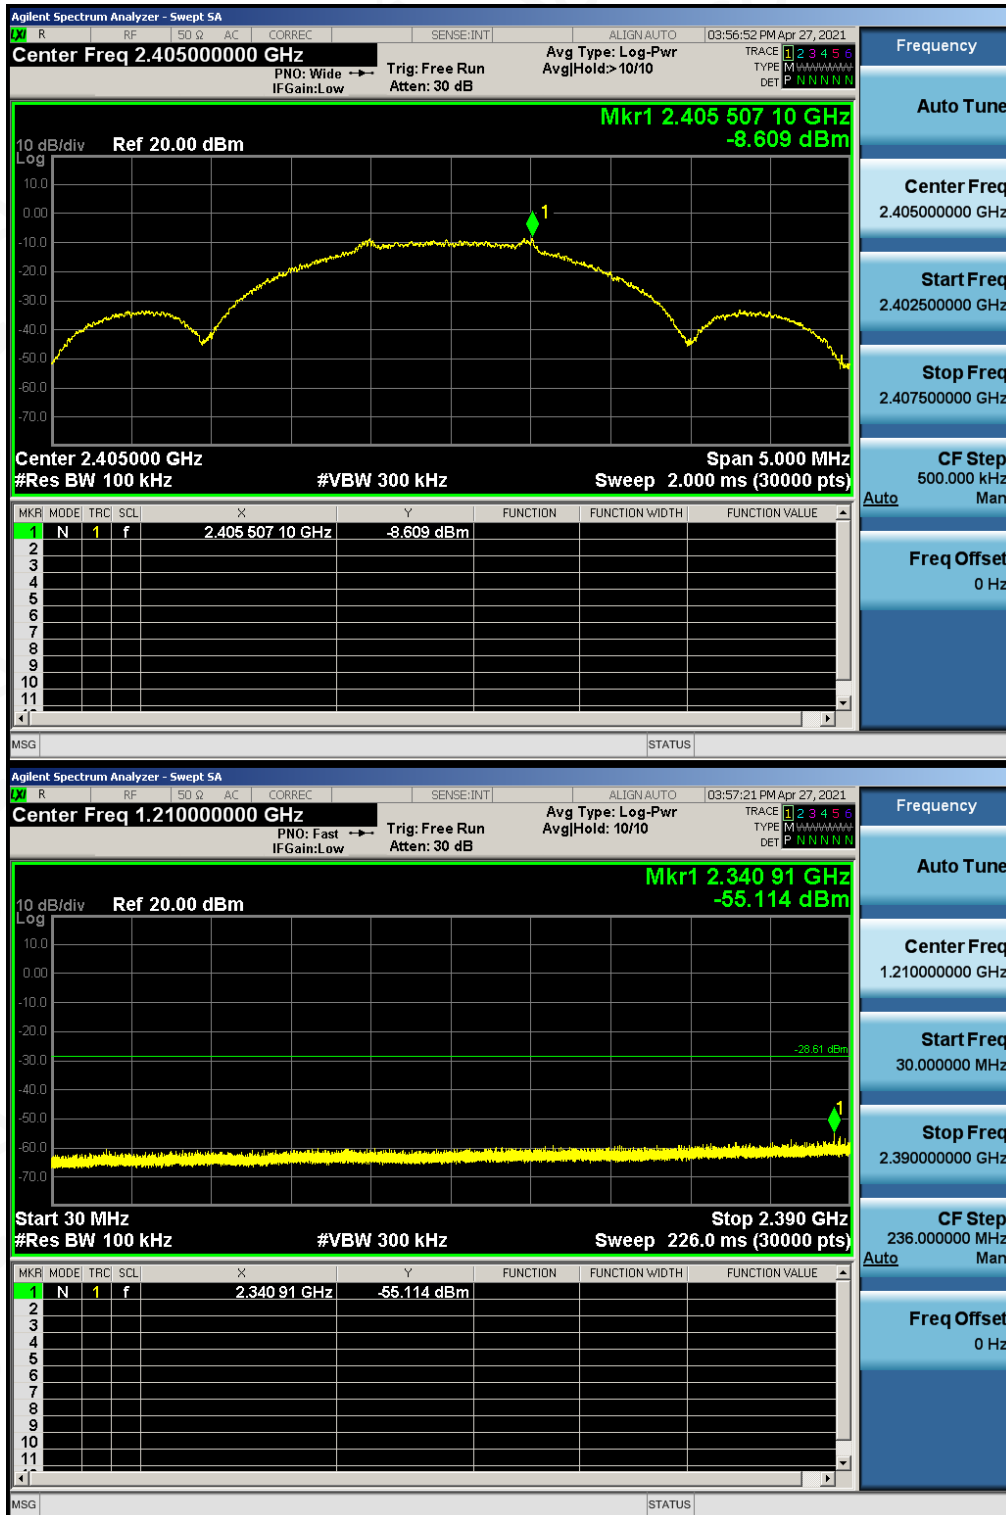 Agilent Spectrum Analyzer - Swept SA
LXI R RF 50 Ω AC CORREC SENSE:INT ALIGN AUTO 03:56:52 PM Apr 27, 2021
Center Freq 2.405000000 GHz
PNO: Wide
IFGain:Low
Trig: Free Run
Atten: 30 dB
Avg Type: Log-Pwr
Avg|Hold:>10/10
TRACE 1 2 3 4 5 6
TYPE M WWWWW
DET P N N N N N
Mkr1 2.405 507 10 GHz
-8.609 dBm
10 dB/div
Log
Ref 20.00 dBm
10.0
0.00
-10.0
-20.0
-30.0
-40.0
-50.0
-60.0
-70.0
1
Center 2.405000 GHz
Span 5.000 MHz
#Res BW 100 kHz
#VBW 300 kHz
Sweep 2.000 ms (30000 pts)
MKR MODE TRC SCL X Y FUNCTION FUNCTION WIDTH FUNCTION VALUE
1 N 1 f 2.405 507 10 GHz -8.609 dBm
2
3
4
5
6
7
8
9
10
11
MSG
STATUS
Frequency
Auto Tune
Center Freq
2.405000000 GHz
Start Freq
2.402500000 GHz
Stop Freq
2.407500000 GHz
CF Step
500.000 kHz
Auto Man
Freq Offset
0 Hz
Agilent Spectrum Analyzer - Swept SA
LXI R RF 50 Ω AC CORREC SENSE:INT ALIGN AUTO 03:57:21 PM Apr 27, 2021
Center Freq 1.210000000 GHz
PNO: Fast
IFGain:Low
Trig: Free Run
Atten: 30 dB
Avg Type: Log-Pwr
Avg|Hold: 10/10
TRACE 1 2 3 4 5 6
TYPE M WWWWW
DET P N N N N N
Mkr1 2.340 91 GHz
-55.114 dBm
10 dB/div
Log
Ref 20.00 dBm
10.0
0.00
-10.0
-20.0
-30.0
-40.0
-50.0
-60.0
-70.0
-28.61 dBm
1
Start 30 MHz
Stop 2.390 GHz
#Res BW 100 kHz
#VBW 300 kHz
Sweep 226.0 ms (30000 pts)
MKR MODE TRC SCL X Y FUNCTION FUNCTION WIDTH FUNCTION VALUE
1 N 1 f 2.340 91 GHz -55.114 dBm
2
3
4
5
6
7
8
9
10
11
MSG
STATUS
Frequency
Auto Tune
Center Freq
1.210000000 GHz
Start Freq
30.000000 MHz
Stop Freq
2.390000000 GHz
CF Step
236.000000 MHz
Auto Man
Freq Offset
0 Hz